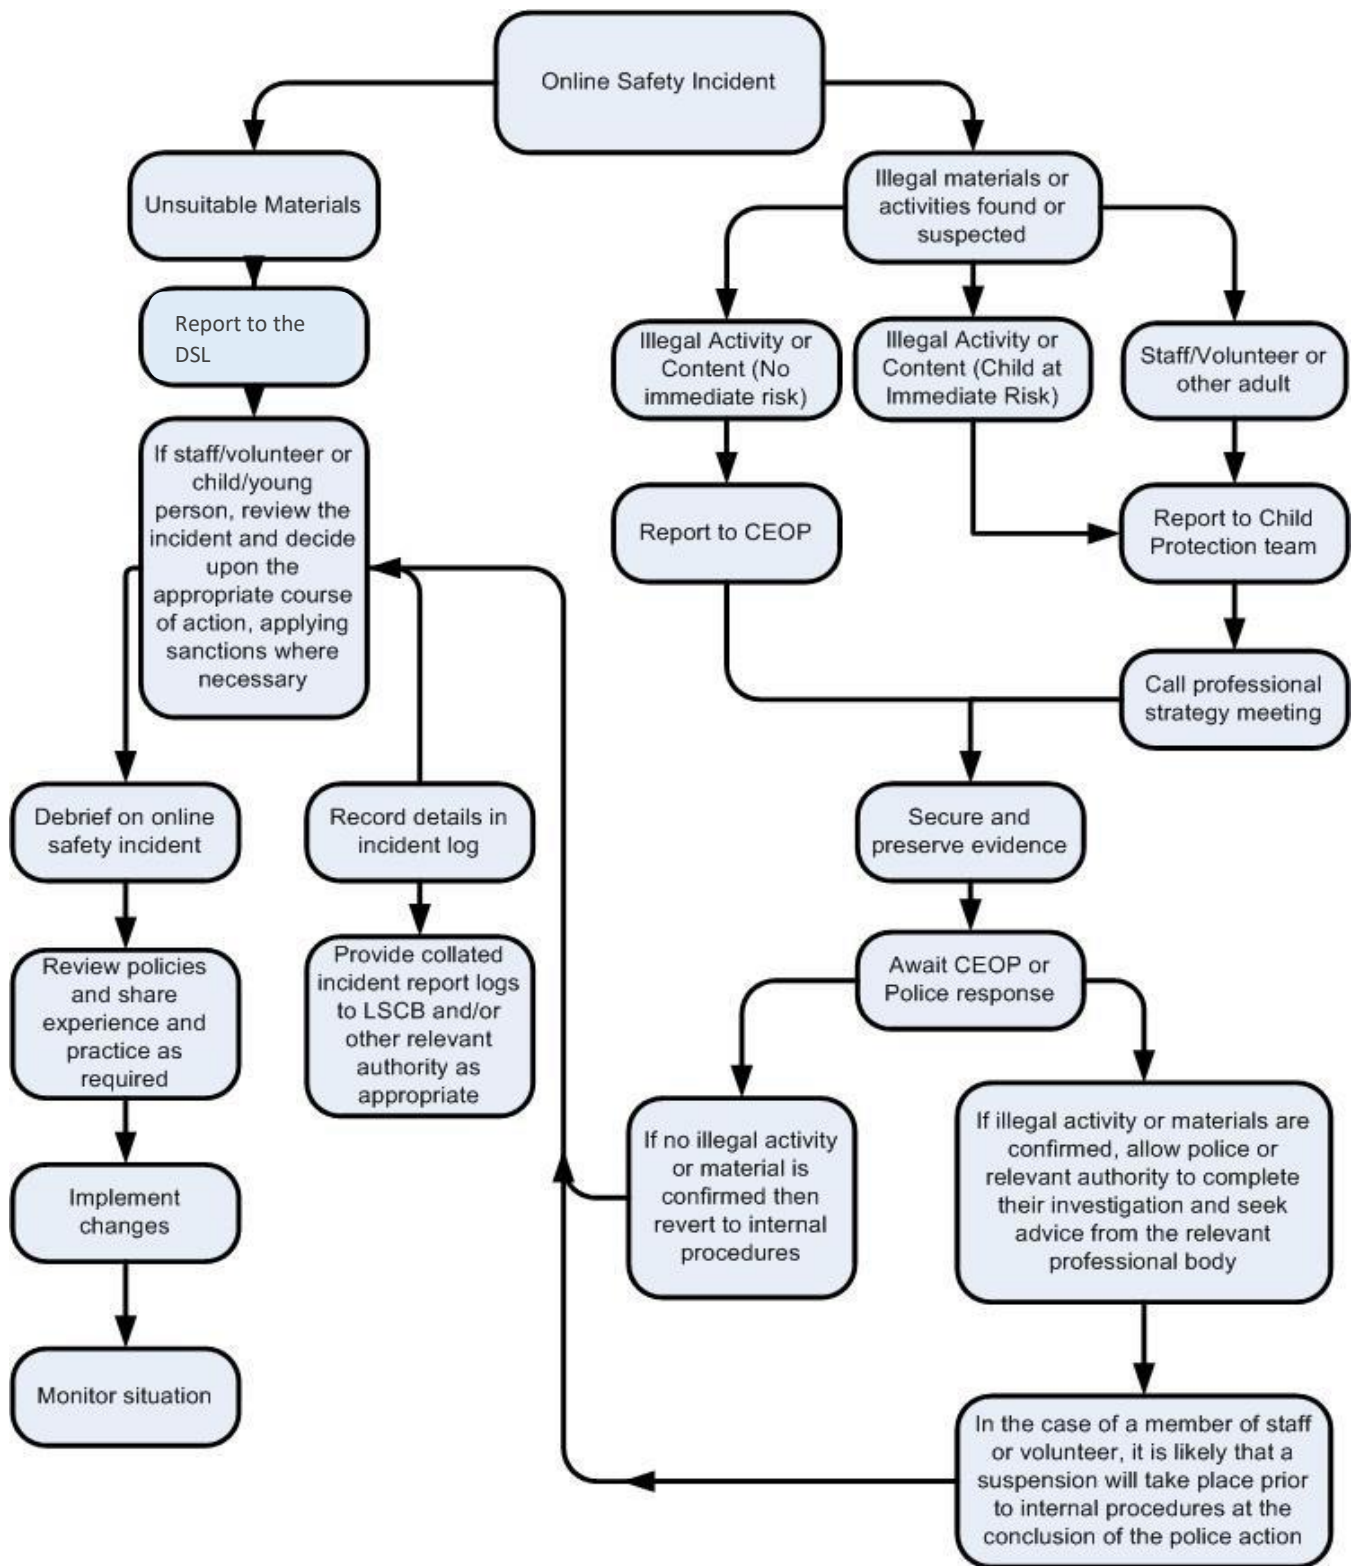 Online Safety Incident
Unsuitable Materials
Report to the
DSL
If staff/volunteer or
child/young
person, review the
incident and decide
upon the
appropriate course
of action, applying
sanctions where
necessary
Debrief on online
safety incident
Review policies
and share
experience and
practice as
required
Implement
changes
Monitor situation
Record details in
incident log
Provide collated
incident report logs
to LSCB and/or
other relevant
authority as
appropriate
Illegal materials or
activities found or
suspected
Illegal Activity or
Content (No
immediate risk)
Illegal Activity or
Content (Child at
Immediate Risk)
Staff/Volunteer or
other adult
Report to CEOP
Report to Child
Protection team
Call professional
strategy meeting
Secure and
preserve evidence
Await CEOP or
Police response
If no illegal activity
or material is
confirmed then
revert to internal
procedures
If illegal activity or materials are
confirmed, allow police or
relevant authority to complete
their investigation and seek
advice from the relevant
professional body
In the case of a member of staff
or volunteer, it is likely that a
suspension will take place prior
to internal procedures at the
conclusion of the police action